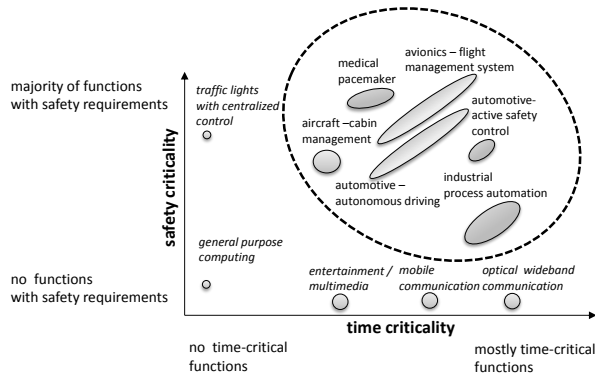 avionics – flight
management system
medical
pacemaker
majority of functions
with safety requirements
traffic lights
with centralized
control
automotive-
active safety
control
aircraft –cabin
management
industrial
process automation
automotive –
autonomous driving
safety criticality
general purpose
computing
no functions
with safety requirements
entertainment /
multimedia
mobile
communication
optical wideband
communication
time criticality
no time-critical
functions
mostly time-critical
functions